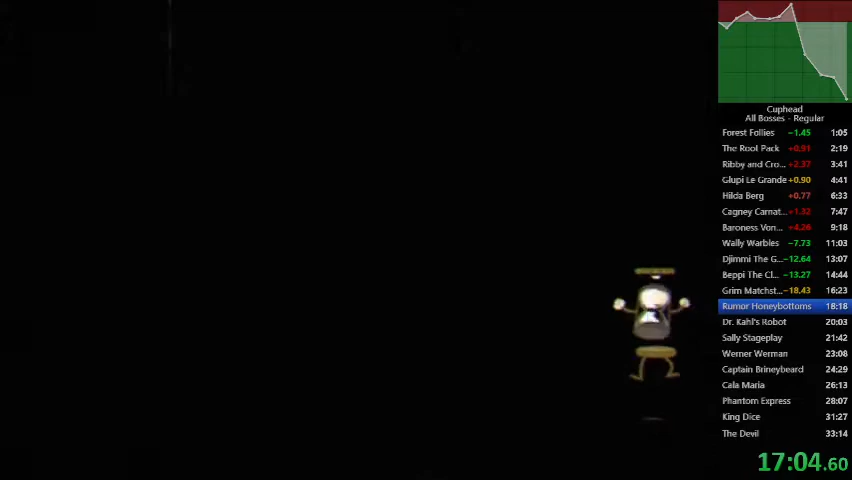 Cuphead
All Bosses - Regular
Forest Follies −1.45 1:05
The Root Pack +0.91 2:19
Ribby and Cro... +2.37 3:41
Glupi Le Grande +0.90 4:41
Hilda Berg +0.77 6:33
Cagney Carnat... +1.32 7:47
Baroness Von... +4.26 9:18
Wally Warbles −7.73 11:03
Djimmi The G... −12.64 13:07
Beppi The Cl... −13.27 14:44
Grim Matchst... −18.43 16:23
Rumor Honeybottoms 18:18
Dr. Kahl's Robot 20:03
Sally Stageplay 21:42
Werner Werman 23:08
Captain Brineybeard 24:29
Cala Maria 26:13
Phantom Express 28:07
King Dice 31:27
The Devil 33:14
17:04.60